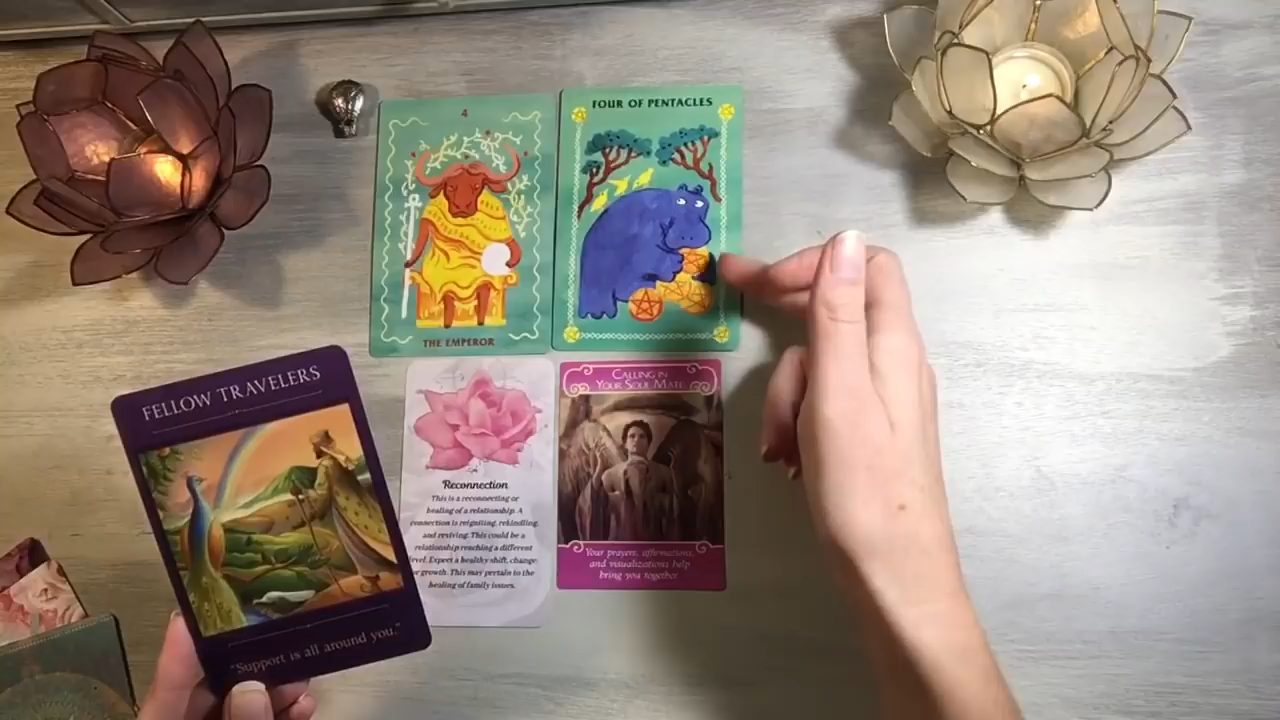 4
THE EMPEROR
FOUR OF PENTACLES
FELLOW TRAVELERS
"Support is all around you."
Reconnection
This is a reconnecting or
healing of a relationship. A
connection is reigniting, rekindling,
and reviving. This could be a
relationship reaching a different
level. Expect a healthy shift, change
or growth. This may pertain to the
healing of family issues.
CALLING IN
YOUR SOUL MATE
Your prayers, affirmations,
and visualizations help
bring you together.